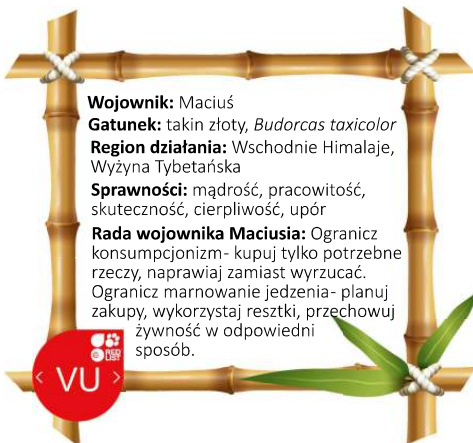 Wojownik: Maciuś
Gatunek: takin złoty, Budorcas taxicolor
Region działania: Wschodnie Himalaje,
Wyżyna Tybetańska
Sprawności: mądrość, pracowitość,
skuteczność, cierpliwość, upór
Rada wojownika Maciusia: Ogranicz
konsumpcjonizm- kupuj tylko potrzebne
rzeczy, naprawiaj zamiast wyrzucać.
Ogranicz marnowanie jedzenia- planuj
zakupy, wykorzystaj resztki, przechowuj
żywność w odpowiedni
sposób.
RED
LIST
< VU >